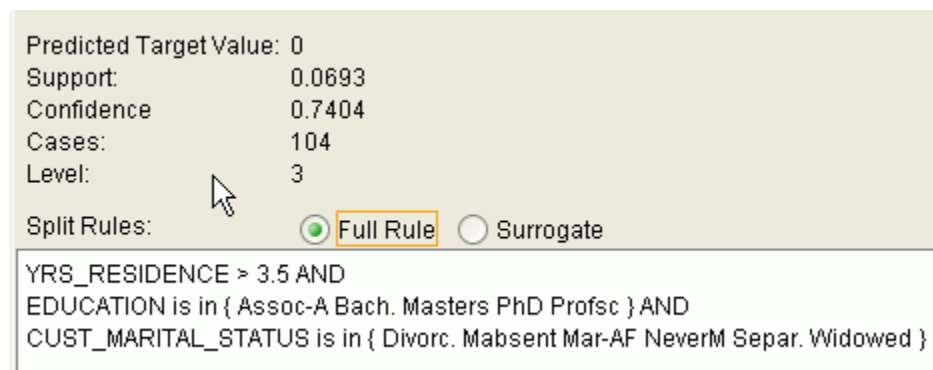 Predicted Target Value: 0
Support: 0.0693
Confidence 0.7404
Cases: 104
Level: 3
Split Rules: Full Rule Surrogate
YRS_RESIDENCE > 3.5 AND
EDUCATION is in { Assoc-A Bach. Masters PhD Profsc } AND
CUST_MARITAL_STATUS is in { Divorc. Mabsent Mar-AF NeverM Separ. Widowed }